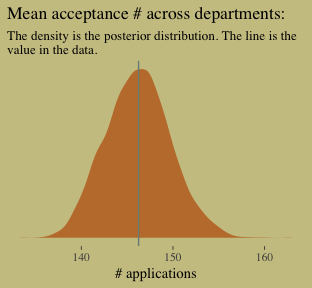 Mean acceptance # across departments:
The density is the posterior distribution. The line is the
value in the data.
140 150 160
# applications